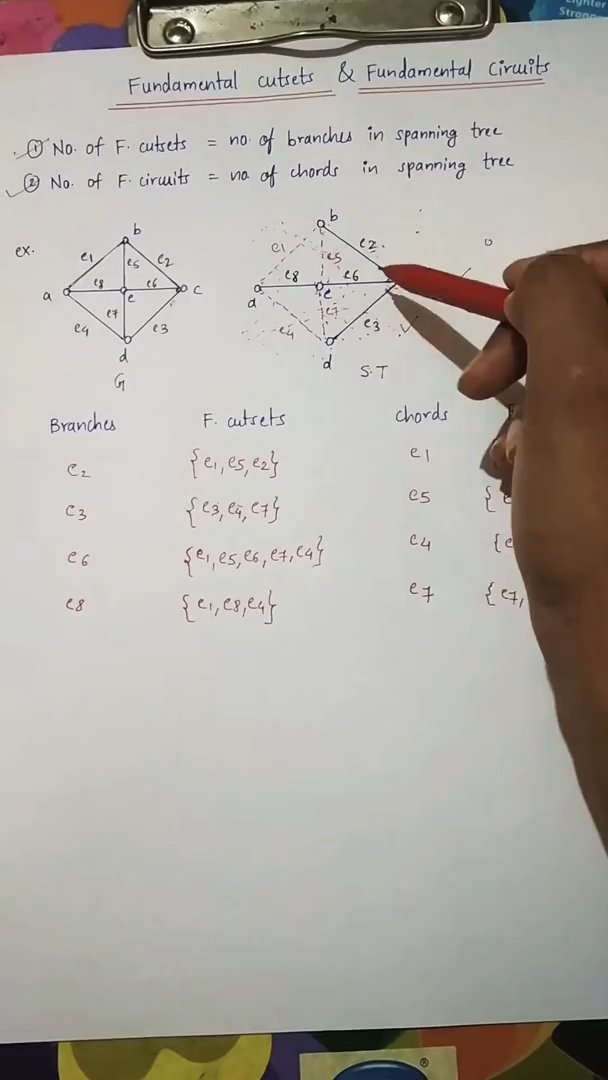 Lighter
Strong
Fundamental cutsets & Fundamental Circuits
① No. of F. cutsets = no. of branches in spanning tree
② No. of F. circuits = no. of chords in spanning tree
ex.
b
e1 e5 e2
a e8 e e6 c
e4 e7 e3
d
G
b
e1 e5 e2.
a e8 e e6
e4 e7 e3
d
S.T
Branches F. cutsets chords
e2 {e1, e5, e2} e1
e3 {e3, e4, e7} e5 {e
e6 {e1, e5, e6, e7, e4} e4 {e
e8 {e1, e8, e4} e7 {e7,